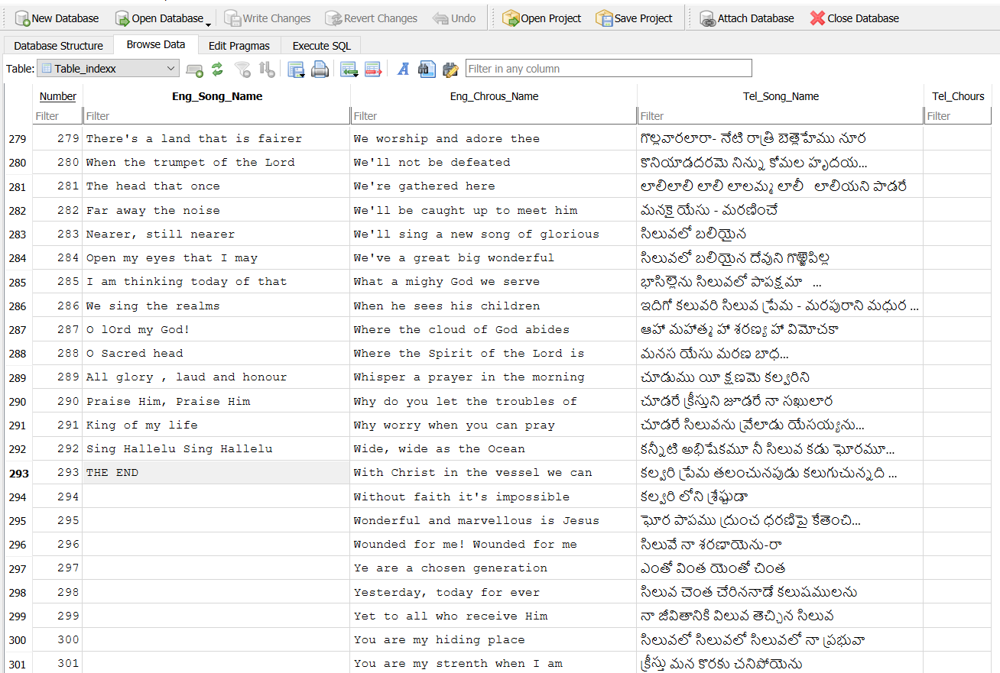 New Database Open Database Write Changes Revert Changes Undo Open Project Save Project Attach Database Close Database
Database Structure Browse Data Edit Pragmas Execute SQL
Table: Table_indexx Filter in any column
Number Eng_Song_Name Eng_Chrous_Name Tel_Song_Name Tel_Chours
Filter Filter Filter Filter Filter
279 279 There's a land that is fairer We worship and adore thee గొల్లవారలారా- నేటి రాత్రి బెత్లెహేము నూర
280 280 When the trumpet of the Lord We'll not be defeated కొనియాడదరమె నిన్ను కోమల హృదయ...
281 281 The head that once We're gathered here లాలిలాలి లాలి లాలమ్మ లాలీ లాలియని పాడరే
282 282 Far away the noise We'll be caught up to meet him మనకై యేసు - మరణించే
283 283 Nearer, still nearer We'll sing a new song of glorious సిలువలో బలియైన
284 284 Open my eyes that I may We've a great big wonderful సిలువలో బలియైన దేవుని గొఱ్ఱెపిల్ల
285 285 I am thinking today of that What a mighy God we serve భాసిల్లెను సిలువలో పాపక్షమా ...
286 286 We sing the realms When he sees his children ఇదిగో కలువరి సిలువ ప్రేమ - మరపురాని మధుర ...
287 287 O lOrd my God! Where the cloud of God abides ఆహా మహాత్మ హా శరణ్య హా విమోచకా
288 288 O Sacred head Where the Spirit of the Lord is మనస యేసు మరణ బాధ...
289 289 All glory , laud and honour Whisper a prayer in the morning చూడుము యీ క్షణమె కల్వరిని
290 290 Praise Him, Praise Him Why do you let the troubles of చూడరే క్రీస్తుని జూడరే నా సఖులార
291 291 King of my life Why worry when you can pray చూడరే సిలువను వ్రేలాడు యేసయ్యను...
292 292 Sing Hallelu Sing Hallelu Wide, wide as the Ocean కన్నీటి అభిషేకమూ నీ సిలువ కడు ఘోరమూ...
293 293 THE END With Christ in the vessel we can కల్వరి ప్రేమ తలంచునపుడు కలుగుచున్నది ...
294 294 Without faith it's impossible కల్వరి లోని శ్రేష్టుడా
295 295 Wonderful and marvellous is Jesus ఘోర పాపము ద్రుంచ ధరణిపై కేతెంచి...
296 296 Wounded for me! Wounded for me సిలువే నా శరణాయెను-రా
297 297 Ye are a chosen generation ఎంతో వింత యెంతో చింత
298 298 Yesterday, today for ever సిలువ చెంత చేరిననాడే కలుషములను
299 299 Yet to all who receive Him నా జీవితానికి విలువ తెచ్చిన సిలువ
300 300 You are my hiding place సిలువలో సిలువలో సిలువలో నా ప్రభువా
301 301 You are my strenth when I am క్రీస్తు మన కొరకు చనిపోయెను